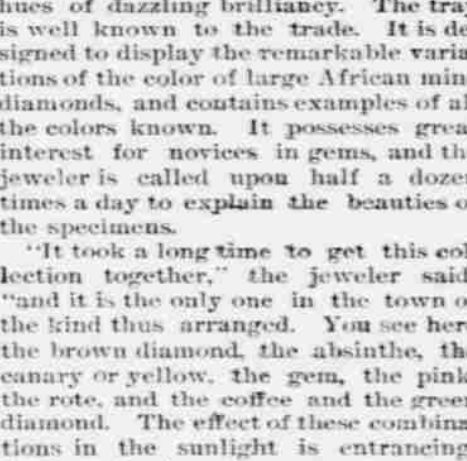 hues of dazzling brilliancy. The tray
is well known to the trade. It is de
signed to display the remarkable varia
tions of the color of large African mine
diamonds, and contains examples of al
the colors known. It possesses grea
interest for novices in gems, and th
jeweler is called upon half a dozen
times a day to explain the beauties o
the specimens.
"It took a long time to get this col
lection together," the jeweler said
"and it is the only one in the town o
the kind thus arranged. You see her
the brown diamond, the absinthe, the
canary or yellow, the gem, the pink
the rote, and the coffee and the green
diamond. The effect of these combina
tions in the sunlight is entrancing